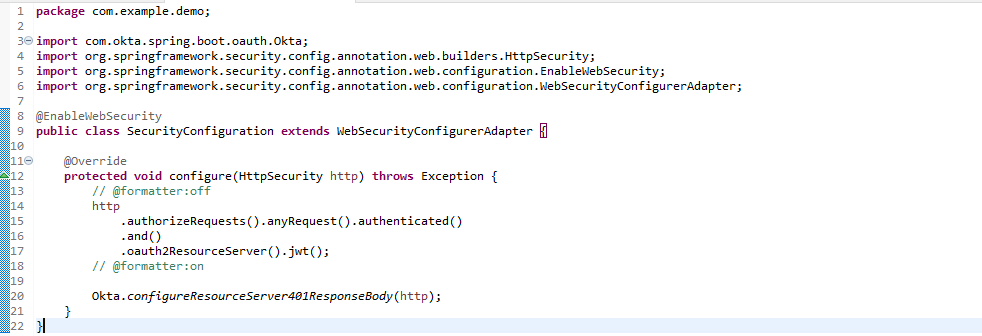 1 package com.example.demo;
2
3 import com.okta.spring.boot.oauth.Okta;
4 import org.springframework.security.config.annotation.web.builders.HttpSecurity;
5 import org.springframework.security.config.annotation.web.configuration.EnableWebSecurity;
6 import org.springframework.security.config.annotation.web.configuration.WebSecurityConfigurerAdapter;
7
8 @EnableWebSecurity
9 public class SecurityConfiguration extends WebSecurityConfigurerAdapter {
10
11     @Override
12     protected void configure(HttpSecurity http) throws Exception {
13         // @formatter:off
14         http
15             .authorizeRequests().anyRequest().authenticated()
16             .and()
17             .oauth2ResourceServer().jwt();
18         // @formatter:on
19
20         Okta.configureResourceServer401ResponseBody(http);
21     }
22 }